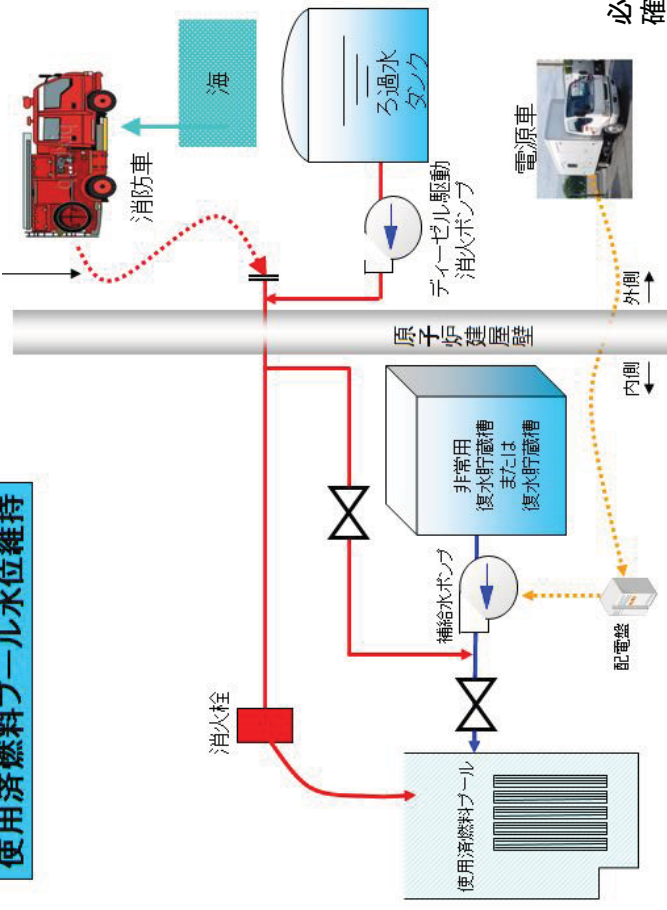 使用済燃料プール水位維持
消防車
海
ろ過水
タンク
ディーゼル駆動
消火ポンプ
原子炉建屋壁
外側
内側
電源車
必
確
非常用
復水貯蔵槽
または
復水貯蔵槽
補給水ポンプ
配電盤
消火栓
使用済燃料プール